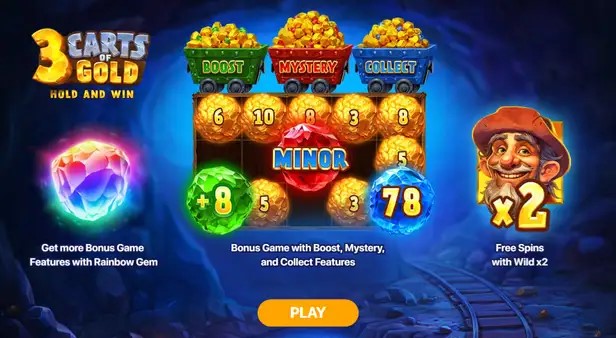 3 CARTS
OF
GOLD
HOLD AND WIN
BOOST MYSTERY COLLECT
6 10 8 3 8
MINOR
5
+8 5 3 78
x2
Get more Bonus Game
Features with Rainbow Gem
Bonus Game with Boost, Mystery,
and Collect Features
Free Spins
with Wild x2
PLAY